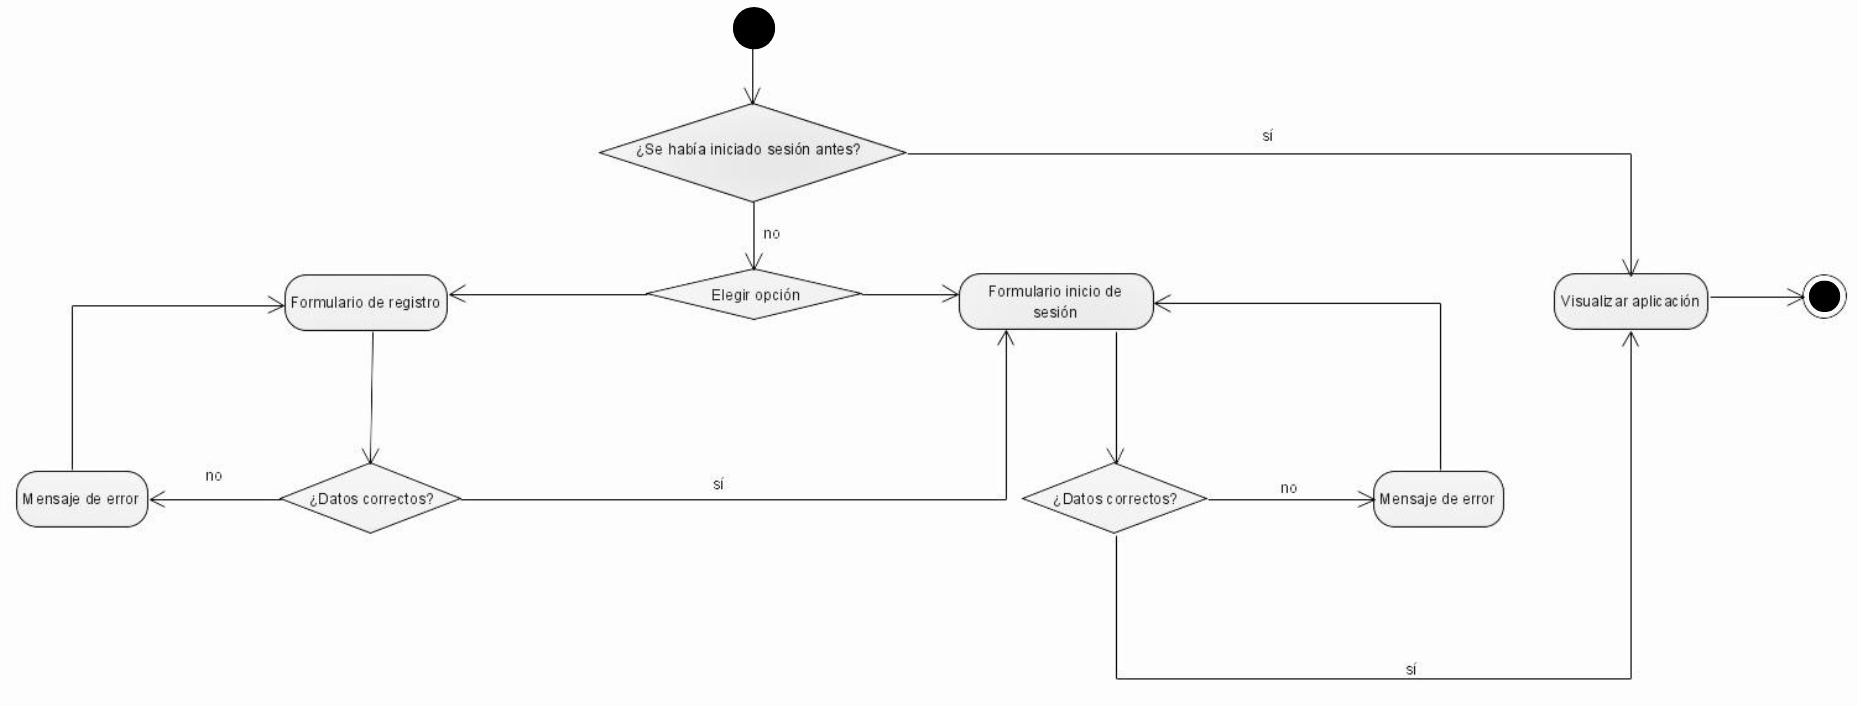 ¿Se había iniciado sesión antes?
sí
no
Formulario de registro
Elegir opción
Formulario inicio de
sesión
Visualizar aplicación
Mensaje de error
no
¿Datos correctos?
sí
¿Datos correctos?
no
Mensaje de error
sí